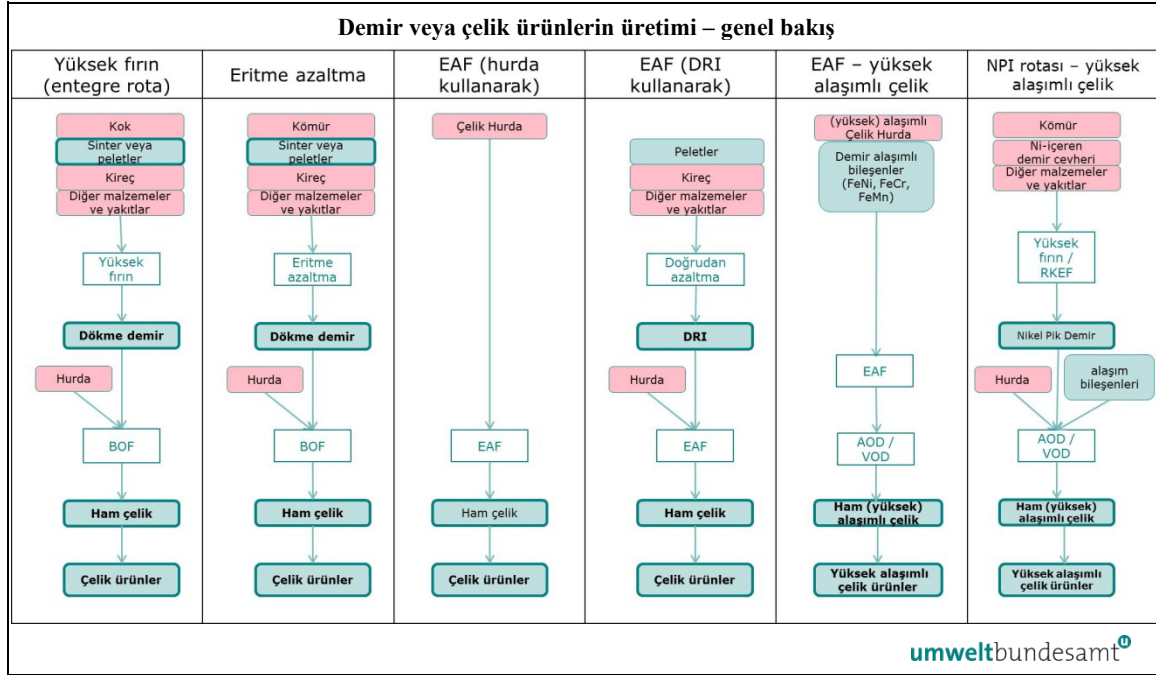 Demir veya çelik ürünlerin üretimi – genel bakış
Yüksek fırın
(entegre rota)
Kok
Sinter veya
peletler
Kireç
Diğer malzemeler
ve yakıtlar
Yüksek
fırın
Dökme demir
Hurda
BOF
Ham çelik
Çelik ürünler
Eritme azaltma
Kömür
Sinter veya
peletler
Kireç
Diğer malzemeler
ve yakıtlar
Eritme
azaltma
Dökme demir
Hurda
BOF
Ham çelik
Çelik ürünler
EAF (hurda
kullanarak)
Çelik Hurda
EAF
Ham çelik
Çelik ürünler
EAF (DRI
kullanarak)
Peletler
Kireç
Diğer malzemeler
ve yakıtlar
Doğrudan
azaltma
DRI
Hurda
EAF
Ham çelik
Çelik ürünler
EAF – yüksek
alaşımlı çelik
(yüksek) alaşımlı
Çelik Hurda
Demir alaşımlı
bileşenler
(FeNi, FeCr,
FeMn)
EAF
AOD /
VOD
Ham (yüksek)
alaşımlı çelik
Yüksek alaşımlı
çelik ürünler
NPI rotası – yüksek
alaşımlı çelik
Kömür
Ni-içeren
demir cevheri
Diğer malzemeler
ve yakıtlar
Yüksek
fırın /
RKEF
Nikel Pik Demir
Hurda
alaşım
bileşenleri
AOD /
VOD
Ham (yüksek)
alaşımlı çelik
Yüksek alaşımlı
çelik ürünler
umweltbundesamt